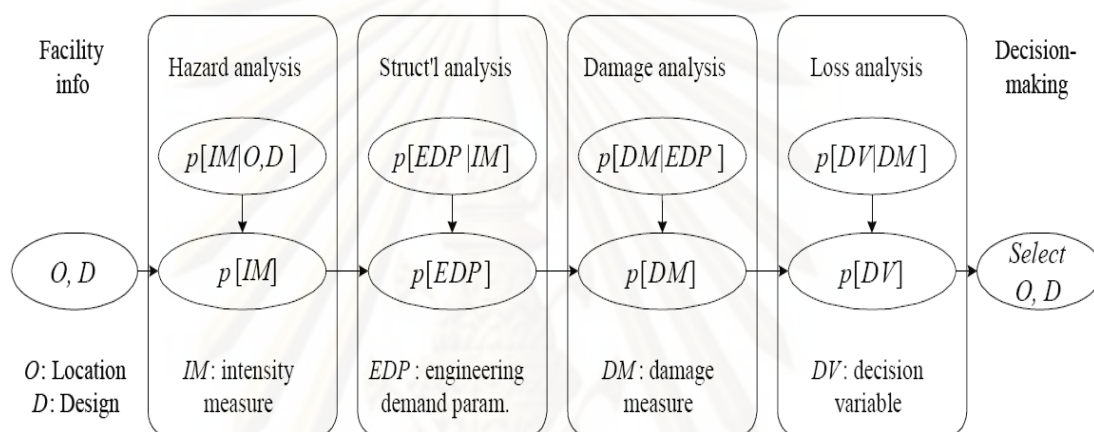 Facility
info
Hazard analysis
Struct'l analysis
Damage analysis
Loss analysis
Decision-
making
p[IM|O,D]
p[EDP|IM]
p[DM|EDP]
p[DV|DM]
O, D
p[IM]
p[EDP]
p[DM]
p[DV]
Select
O, D
O: Location
D: Design
IM: intensity
measure
EDP: engineering
demand param.
DM: damage
measure
DV: decision
variable